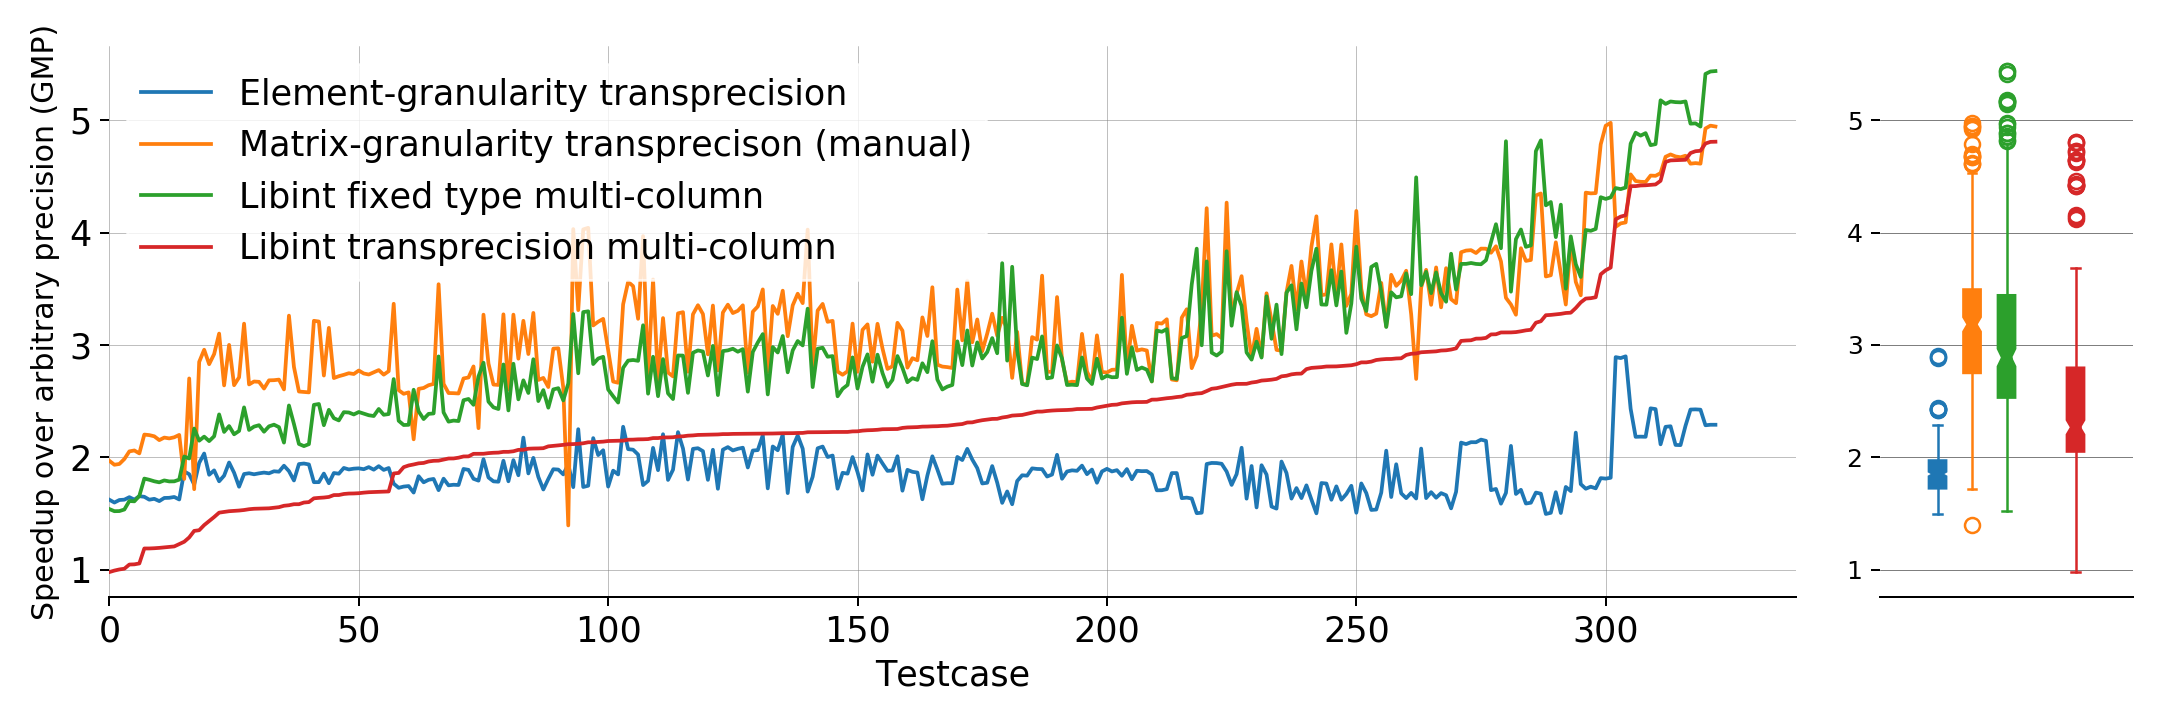 Speedup over arbitrary precision (GMP)
Element-granularity transprecision
Matrix-granularity transprecison (manual)
Libint fixed type multi-column
Libint transprecision multi-column
5
4
3
2
1
0 50 100 150 200 250 300
Testcase
5
4
3
2
1